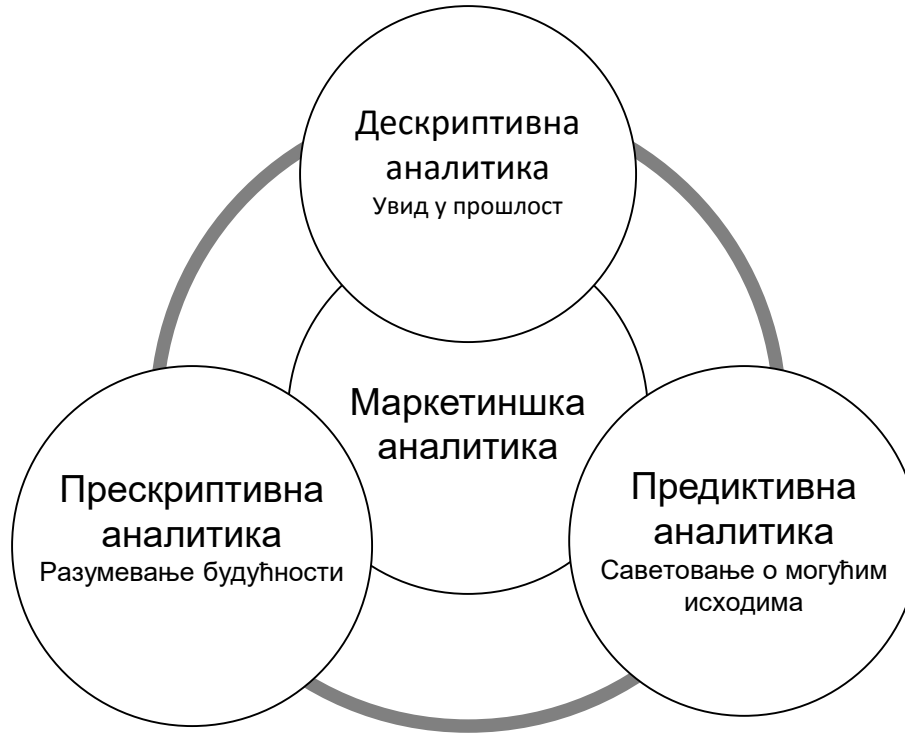 Дескриптивна
аналитика
Увид у прошлост
Маркетиншка
аналитика
Прескриптивна
аналитика
Разумевање будућности
Предиктивна
аналитика
Саветовање о могућим
исходима